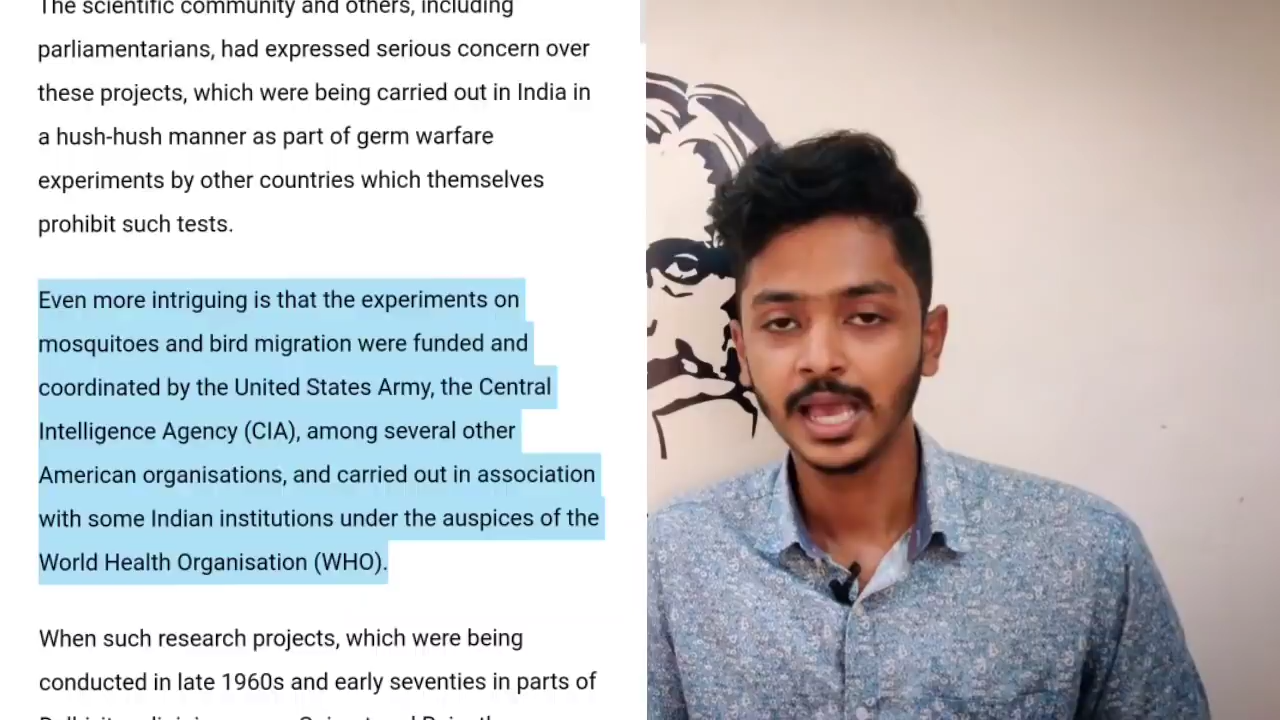 The scientific community and others, including
parliamentarians, had expressed serious concern over
these projects, which were being carried out in India in
a hush-hush manner as part of germ warfare
experiments by other countries which themselves
prohibit such tests.
Even more intriguing is that the experiments on
mosquitoes and bird migration were funded and
coordinated by the United States Army, the Central
Intelligence Agency (CIA), among several other
American organisations, and carried out in association
with some Indian institutions under the auspices of the
World Health Organisation (WHO).
When such research projects, which were being
conducted in late 1960s and early seventies in parts of